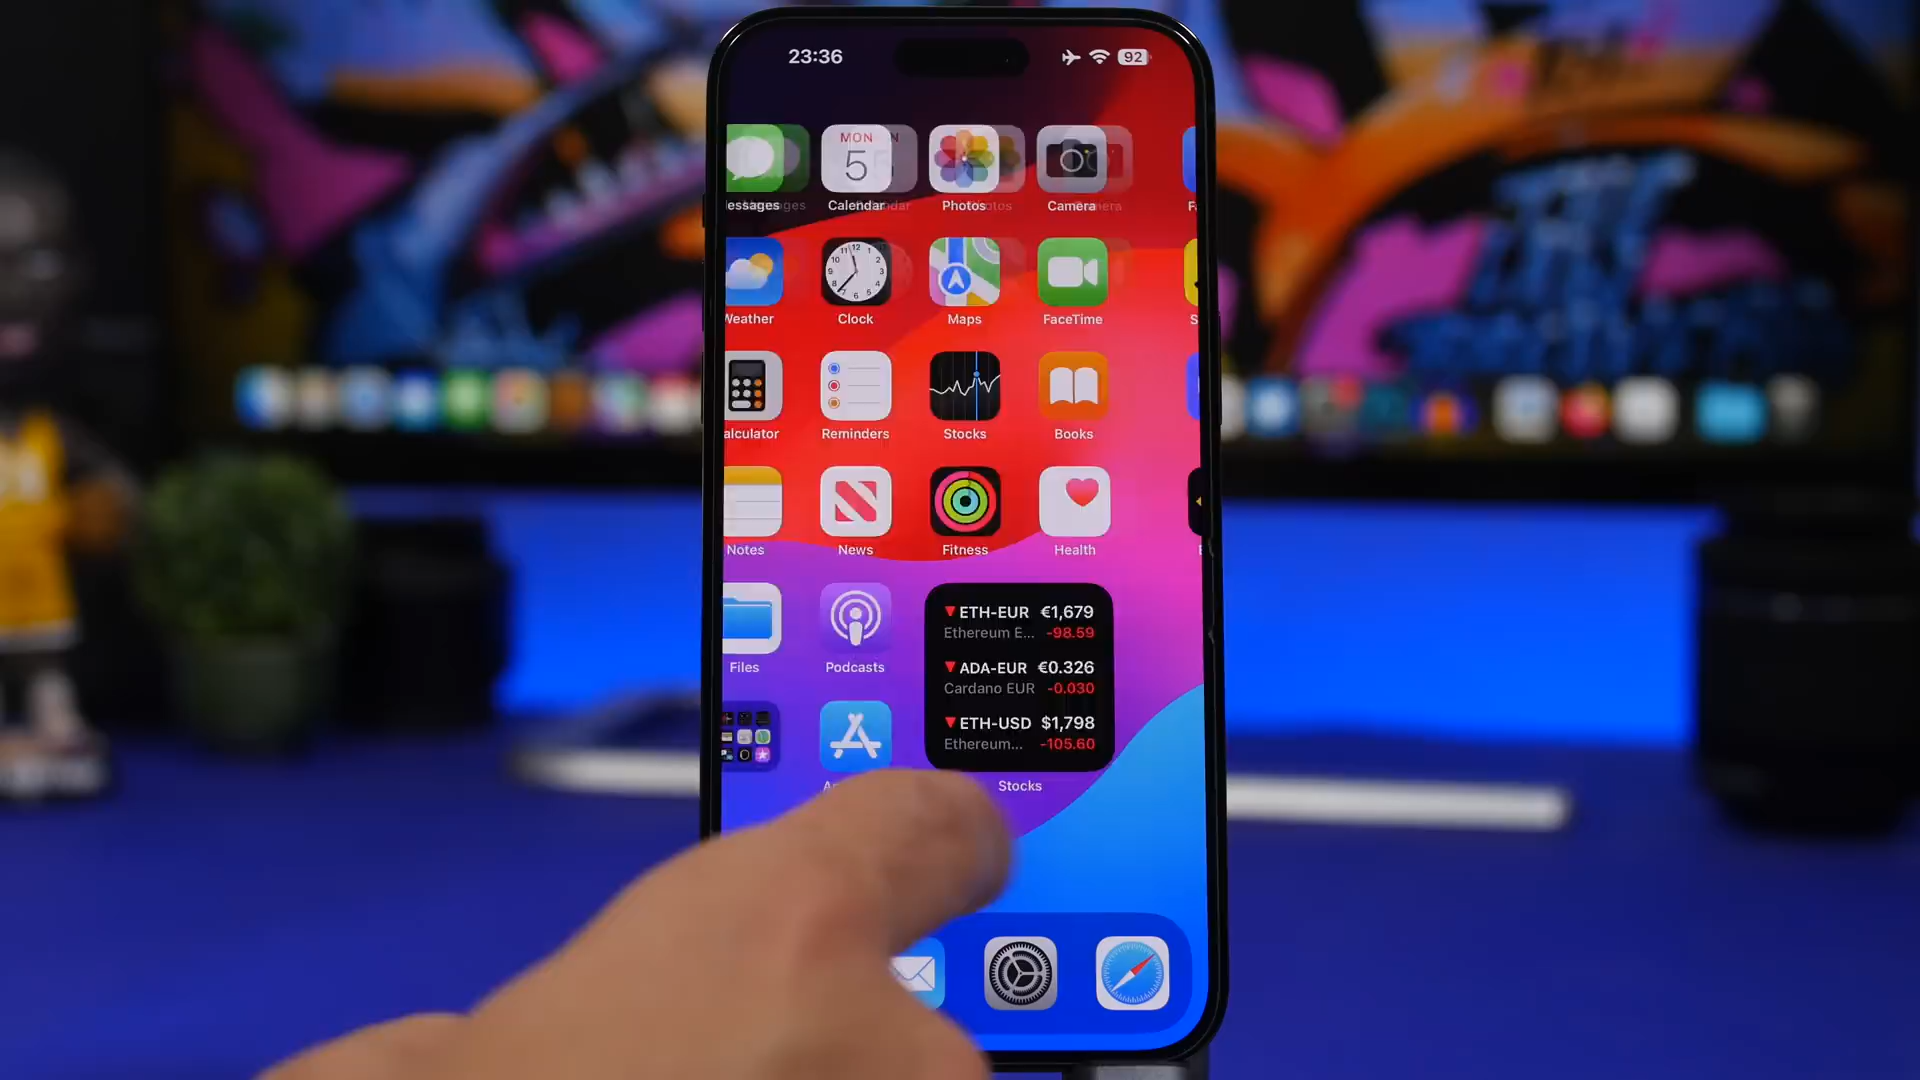 23:36
92
MON
5
essages
Calendar
Photos
Camera
Fa
Weather
Clock
Maps
FaceTime
S
alculator
Reminders
Stocks
Books
Notes
News
Fitness
Health
Files
Podcasts
ETH-EUR €1,679
Ethereum E... -98.59
ADA-EUR €0.326
Cardano EUR -0.030
ETH-USD $1,798
Ethereum... -105.60
Stocks